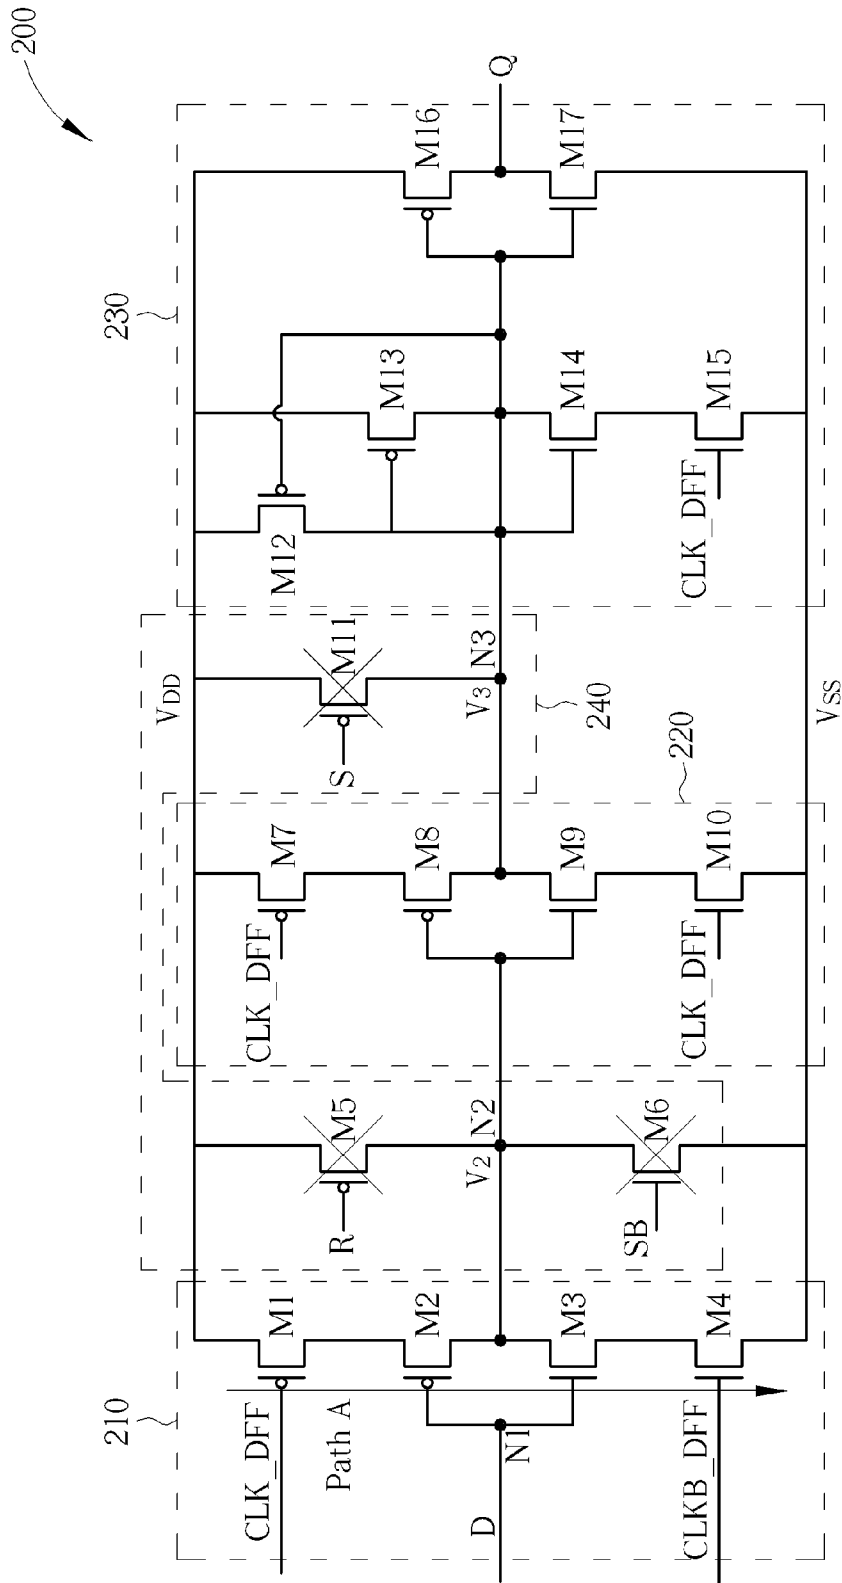 200
210
CLK_DFF
Path A
D
N1
CLKB_DFF
M1
M2
M3
M4
R
M5
V2
N2
SB
M6
CLK_DFF
M7
M8
M9
CLK_DFF
M10
220
VDD
S
M11
V3
N3
240
VSS
230
M12
M13
M14
CLK_DFF
M15
M16
M17
Q